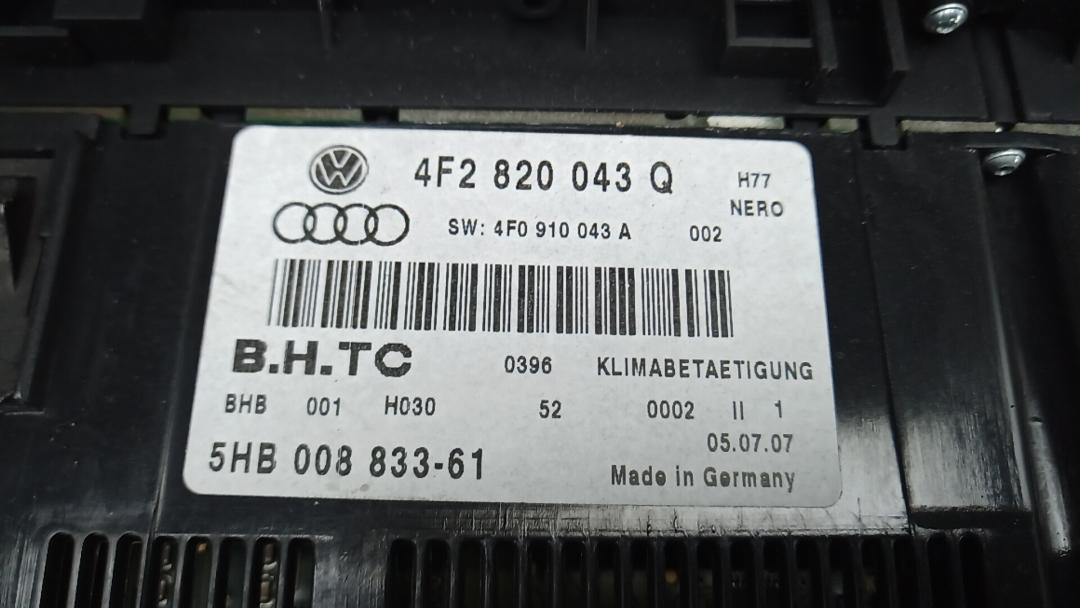 4F2 820 043 Q H77
NERO
SW: 4F0 910 043 A 002
B.H.TC 0396 KLIMABETAETIGUNG
BHB 001 H030 52 0002 II 1
05.07.07
5HB 008 833-61 Made in Germany